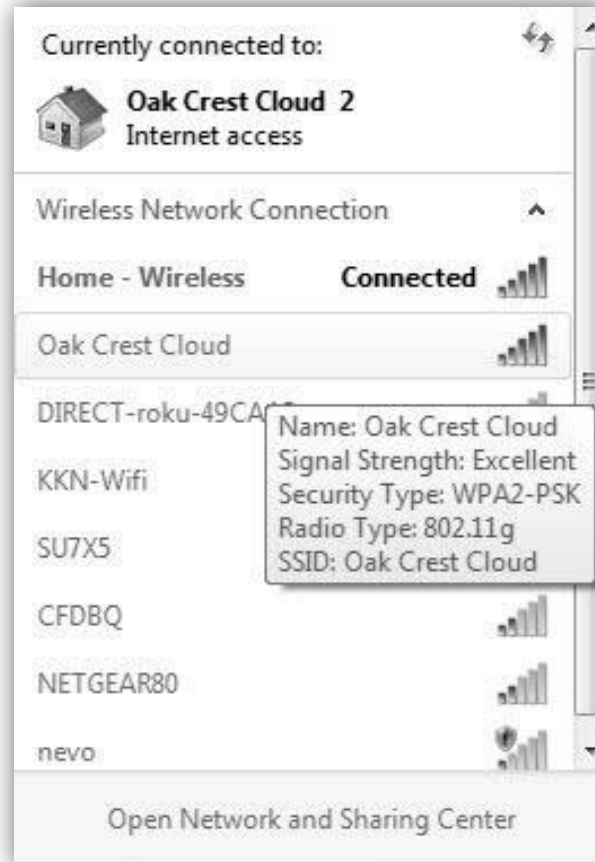 Currently connected to:
Oak Crest Cloud 2
Internet access
Wireless Network Connection
Home - Wireless Connected
Oak Crest Cloud
Name: Oak Crest Cloud
Signal Strength: Excellent
Security Type: WPA2-PSK
Radio Type: 802.11g
SSID: Oak Crest Cloud
KKN-Wifi
SU7X5
CFDBQ
NETGEAR80
nevo
Open Network and Sharing Center